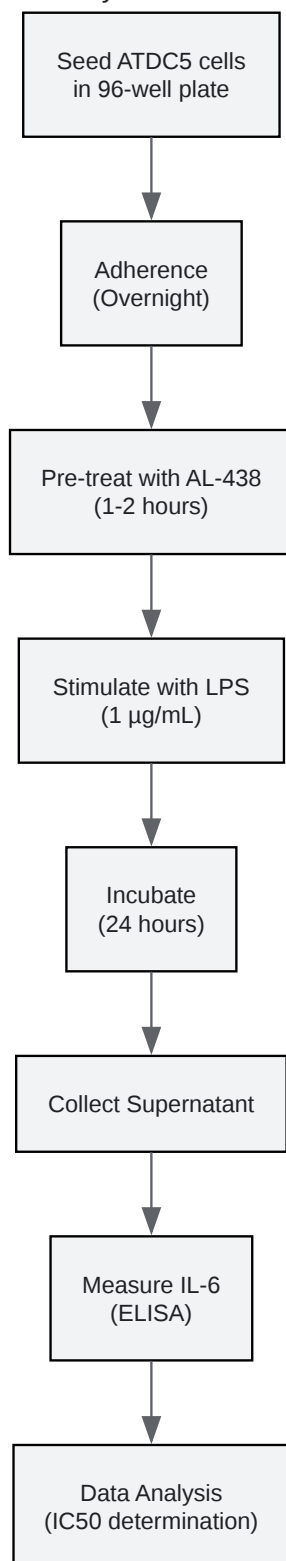 Seed ATDC5 cells
in 96-well plate
Adherence
(Overnight)
Pre-treat with AL-438
(1-2 hours)
Stimulate with LPS
(1 µg/mL)
Incubate
(24 hours)
Collect Supernatant
Measure IL-6
(ELISA)
Data Analysis
(IC50 determination)